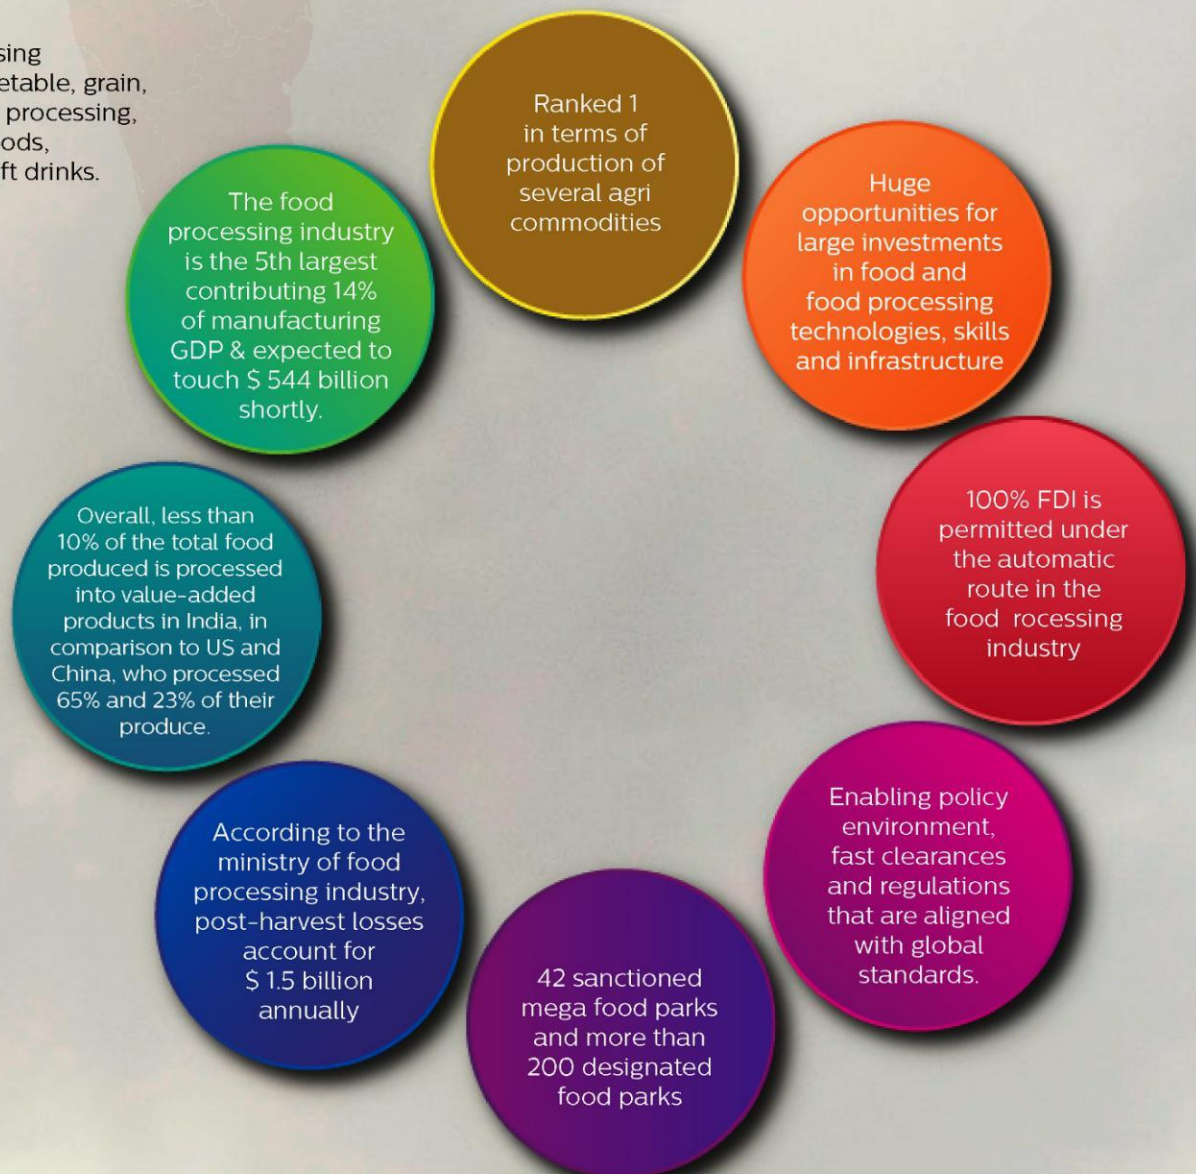 etable, grain,
processing,
ft drinks.
Ranked 1
in terms of
production of
several agri
commodities
Huge
opportunities for
large investments
in food and
food processing
technologies, skills
and infrastructure
100% FDI is
permitted under
the automatic
route in the
food rocessing
industry
Enabling policy
environment,
fast clearances
and regulations
that are aligned
with global
standards.
42 sanctioned
mega food parks
and more than
200 designated
food parks
According to the
ministry of food
processing industry,
post-harvest losses
account for
$ 1.5 billion
annually
Overall, less than
10% of the total food
produced is processed
into value-added
products in India, in
comparison to US and
China, who processed
65% and 23% of their
produce.
The food
processing industry
is the 5th largest
contributing 14%
of manufacturing
GDP & expected to
touch $ 544 billion
shortly.